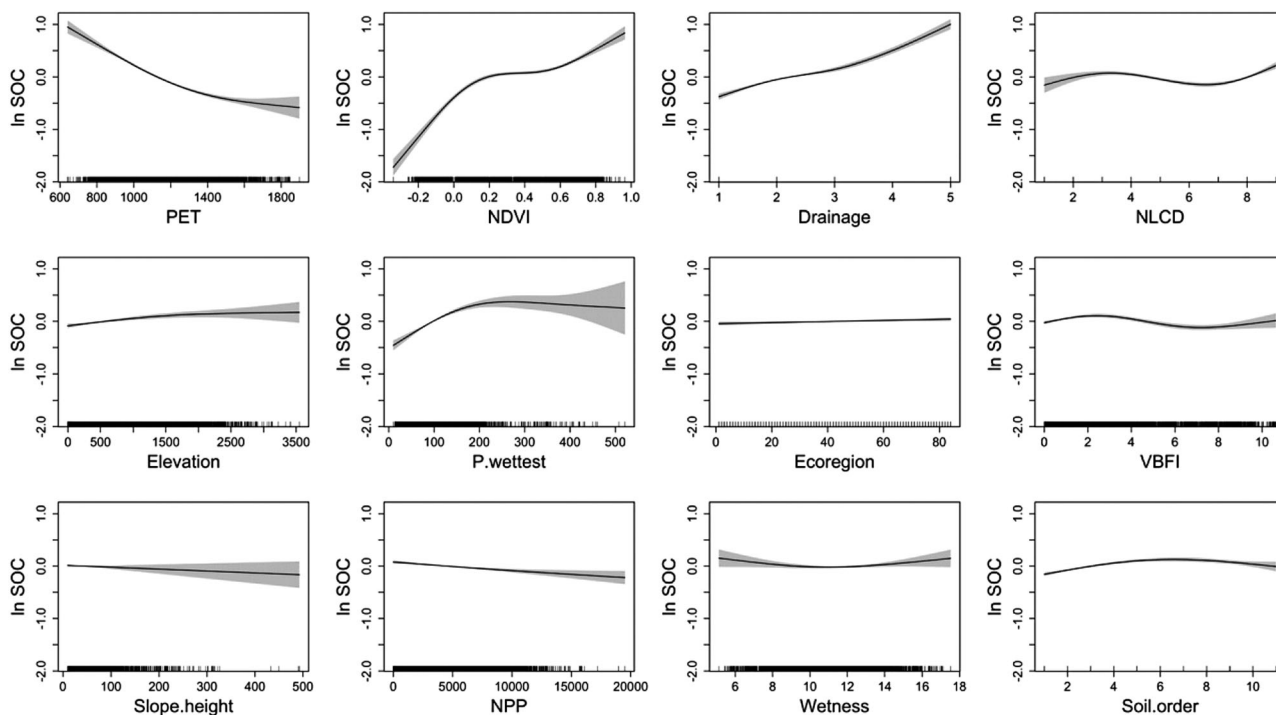 ln SOC
1.0
0.0
-1.0
-2.0
600 800 1000 1400 1800
PET
ln SOC
1.0
0.0
-1.0
-2.0
-0.2 0.0 0.2 0.4 0.6 0.8 1.0
NDVI
ln SOC
1.0
0.0
-1.0
-2.0
1 2 3 4 5
Drainage
ln SOC
1.0
0.0
-1.0
-2.0
2 4 6 8
NLCD
ln SOC
1.0
0.0
-1.0
-2.0
0 500 1500 2500 3500
Elevation
ln SOC
1.0
0.0
-1.0
-2.0
0 100 200 300 400 500
P.wettest
ln SOC
1.0
0.0
-1.0
-2.0
0 20 40 60 80
Ecoregion
ln SOC
1.0
0.0
-1.0
-2.0
0 2 4 6 8 10
VBFI
ln SOC
1.0
0.0
-1.0
-2.0
0 100 200 300 400 500
Slope.height
ln SOC
1.0
0.0
-1.0
-2.0
0 5000 10000 15000 20000
NPP
ln SOC
1.0
0.0
-1.0
-2.0
6 8 10 12 14 16 18
Wetness
ln SOC
1.0
0.0
-1.0
-2.0
2 4 6 8 10
Soil.order